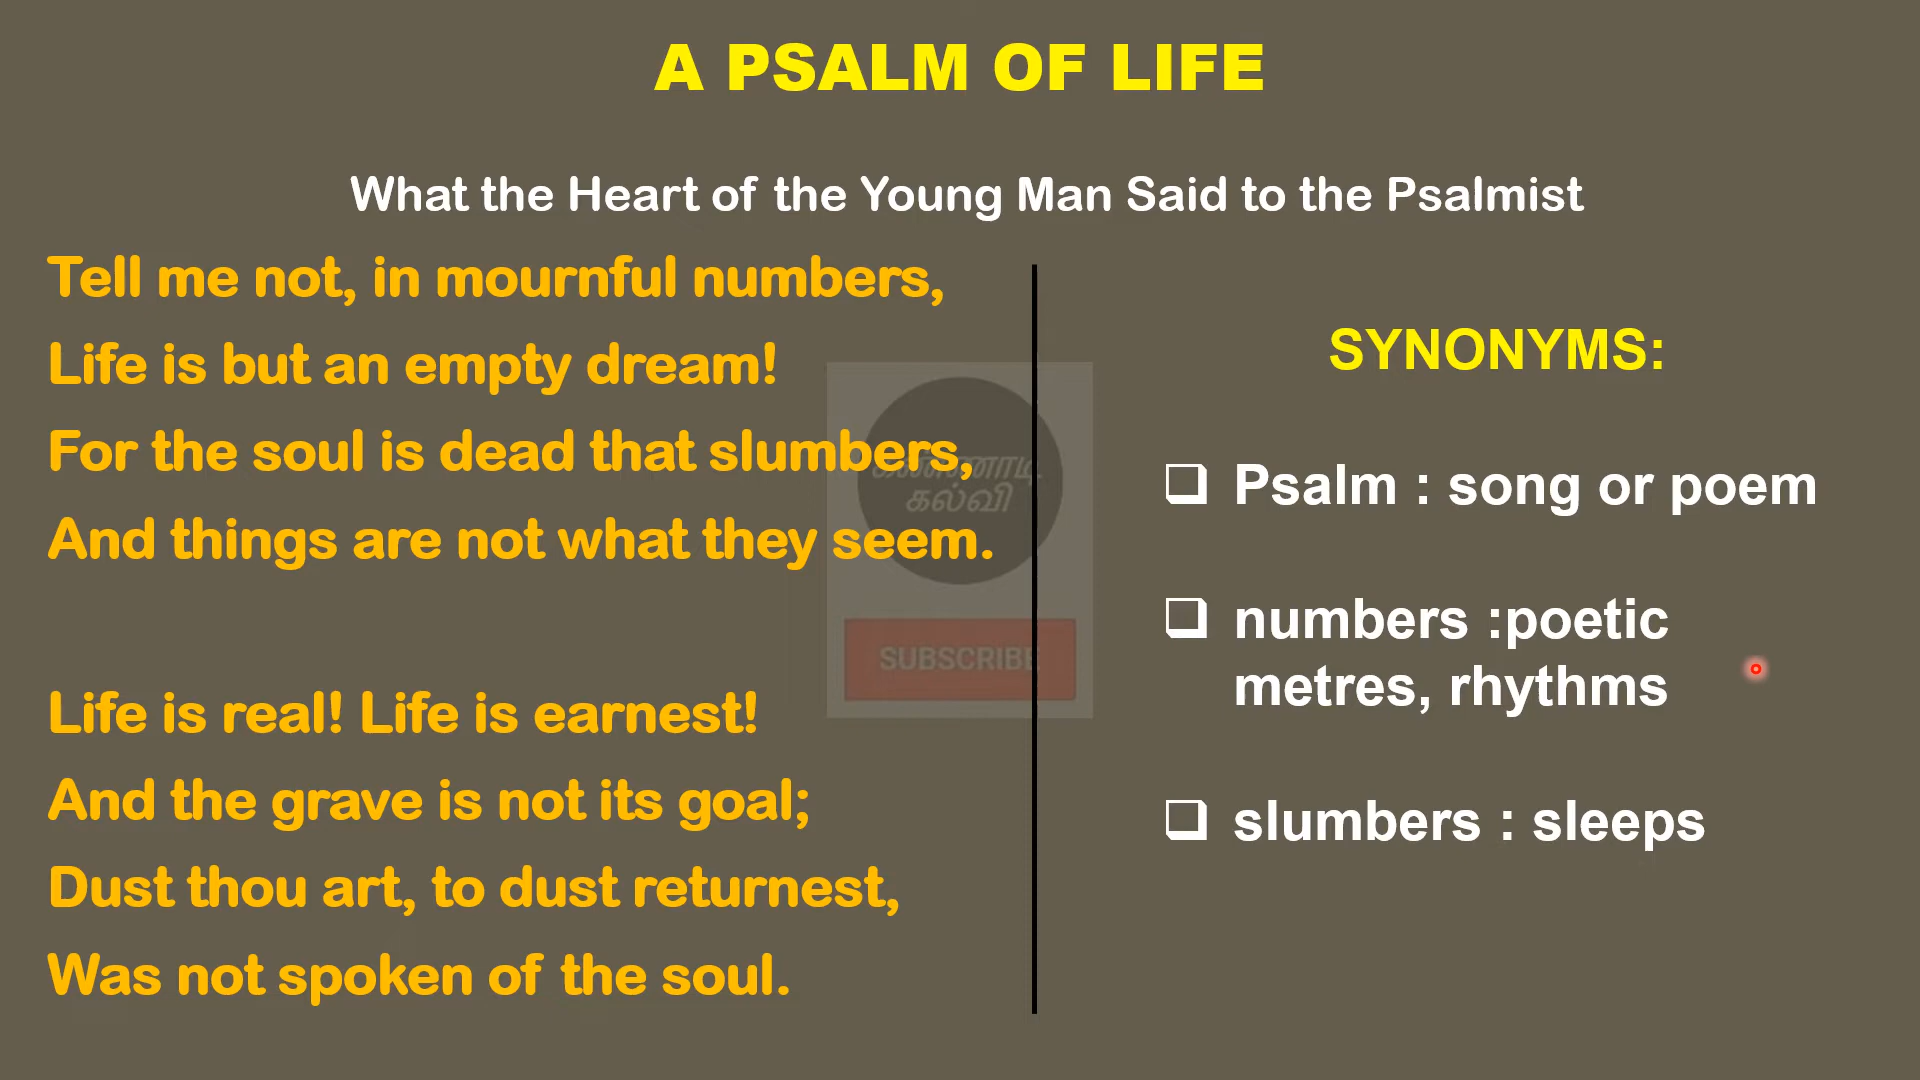 A PSALM OF LIFE
What the Heart of the Young Man Said to the Psalmist
Tell me not, in mournful numbers,
Life is but an empty dream!
For the soul is dead that slumbers,
And things are not what they seem.
Life is real! Life is earnest!
And the grave is not its goal;
Dust thou art, to dust returnest,
Was not spoken of the soul.
SYNONYMS:
Psalm : song or poem
numbers :poetic
metres, rhythms
slumbers : sleeps
கண்ணாடி
கல்வி
SUBSCRIBE